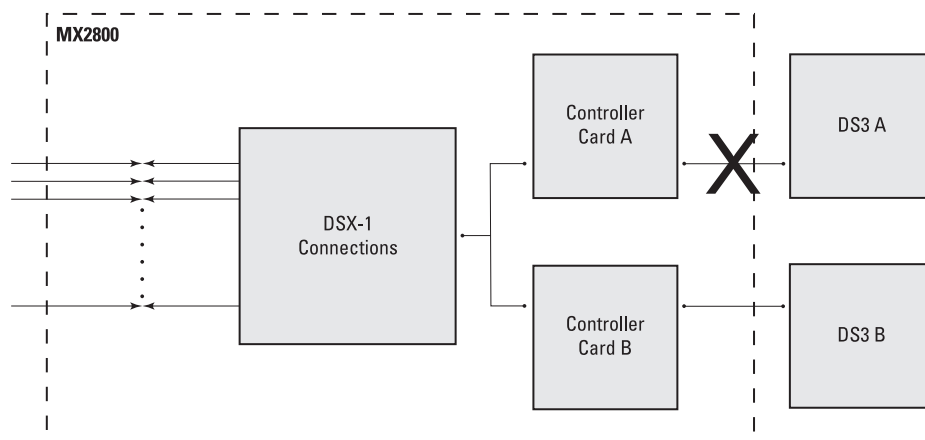 MX2800
DSX-1
Connections
Controller
Card A
X
DS3 A
Controller
Card B
DS3 B